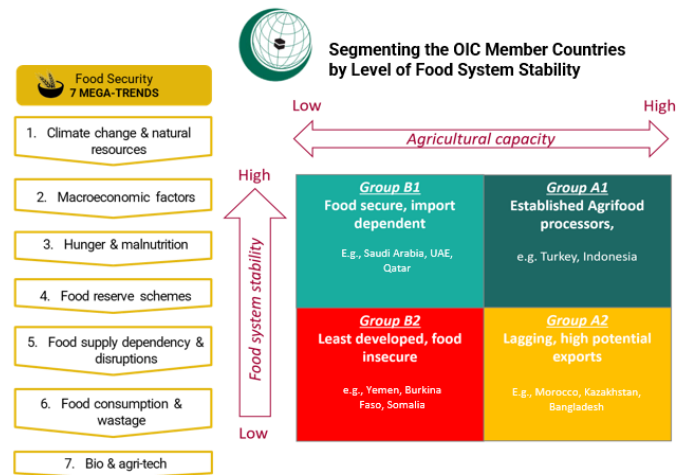 Segmenting the OIC Member Countries
by Level of Food System Stability
Food Security
7 MEGA-TRENDS
1. Climate change & natural
resources
2. Macroeconomic factors
3. Hunger & malnutrition
4. Food reserve schemes
5. Food supply dependency &
disruptions
6. Food consumption &
wastage
7. Bio & agri-tech
Low
High
Agricultural capacity
High
Food system stability
Low
Group B1
Food secure, import
dependent
E.g., Saudi Arabia, UAE,
Qatar
Group A1
Established Agrifood
processors,
e.g. Turkey, Indonesia
Group B2
Least developed, food
insecure
e.g., Yemen, Burkina
Faso, Somalia
Group A2
Lagging, high potential
exports
E.g., Morocco, Kazakhstan,
Bangladesh